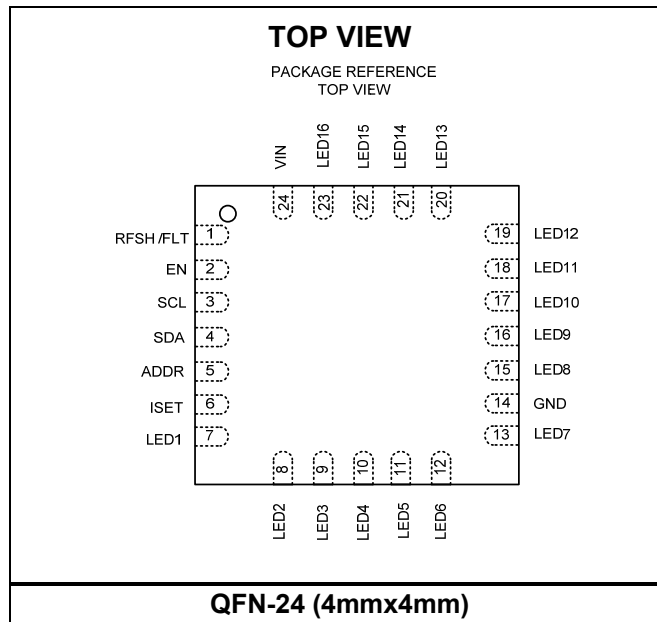 TOP VIEW
PACKAGE REFERENCE
TOP VIEW
VIN LED16 LED15 LED14 LED13
24 23 22 21 20
RFSH/FLT 1
EN 2
SCL 3
SDA 4
ADDR 5
ISET 6
LED1 7
19 LED12
18 LED11
17 LED10
16 LED9
15 LED8
14 GND
13 LED7
8 9 10 11 12
LED2 LED3 LED4 LED5 LED6
QFN-24 (4mmx4mm)